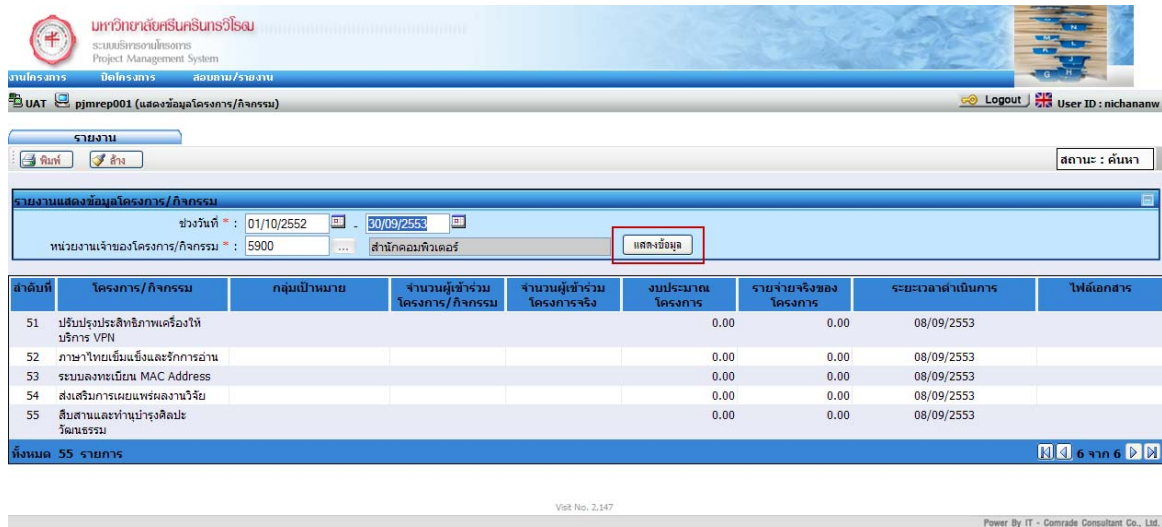 มหาวิทยาลัยศรีนครินทรวิโรฒ
ระบบบริหารงานโครงการ
Project Management System
งานโครงการ ปิดโครงการ สอบถาม/รายงาน
UAT pjmrep001 (แสดงข้อมูลโครงการ/กิจกรรม) Logout User ID : nichananw
รายงาน
พิมพ์ ล้าง สถานะ : ค้นหา
รายงานแสดงข้อมูลโครงการ/กิจกรรม
ช่วงวันที่ * : 01/10/2552 - 30/09/2553
หน่วยงานเจ้าของโครงการ/กิจกรรม * : 5900 ... สำนักคอมพิวเตอร์ แสดงข้อมูล
ลำดับที่ โครงการ/กิจกรรม กลุ่มเป้าหมาย จำนวนผู้เข้าร่วม จำนวนผู้เข้าร่วม งบประมาณ รายจ่ายจริงของ ระยะเวลาดำเนินการ ไฟล์เอกสาร
โครงการ/กิจกรรม โครงการจริง โครงการ โครงการ
51 ปรับปรุงประสิทธิภาพเครื่องให้ 0.00 0.00 08/09/2553
บริการ VPN
52 ภาษาไทยเข้มแข็งและรักการอ่าน 0.00 0.00 08/09/2553
53 ระบบลงทะเบียน MAC Address 0.00 0.00 08/09/2553
54 ส่งเสริมการเผยแพร่ผลงานวิจัย 0.00 0.00 08/09/2553
55 สืบสานและทำนุบำรุงศิลปะ 0.00 0.00 08/09/2553
วัฒนธรรม
ทั้งหมด 55 รายการ 6 จาก 6
Visit No. 2,147
Power By IT - Comrade Consultant Co., Ltd.